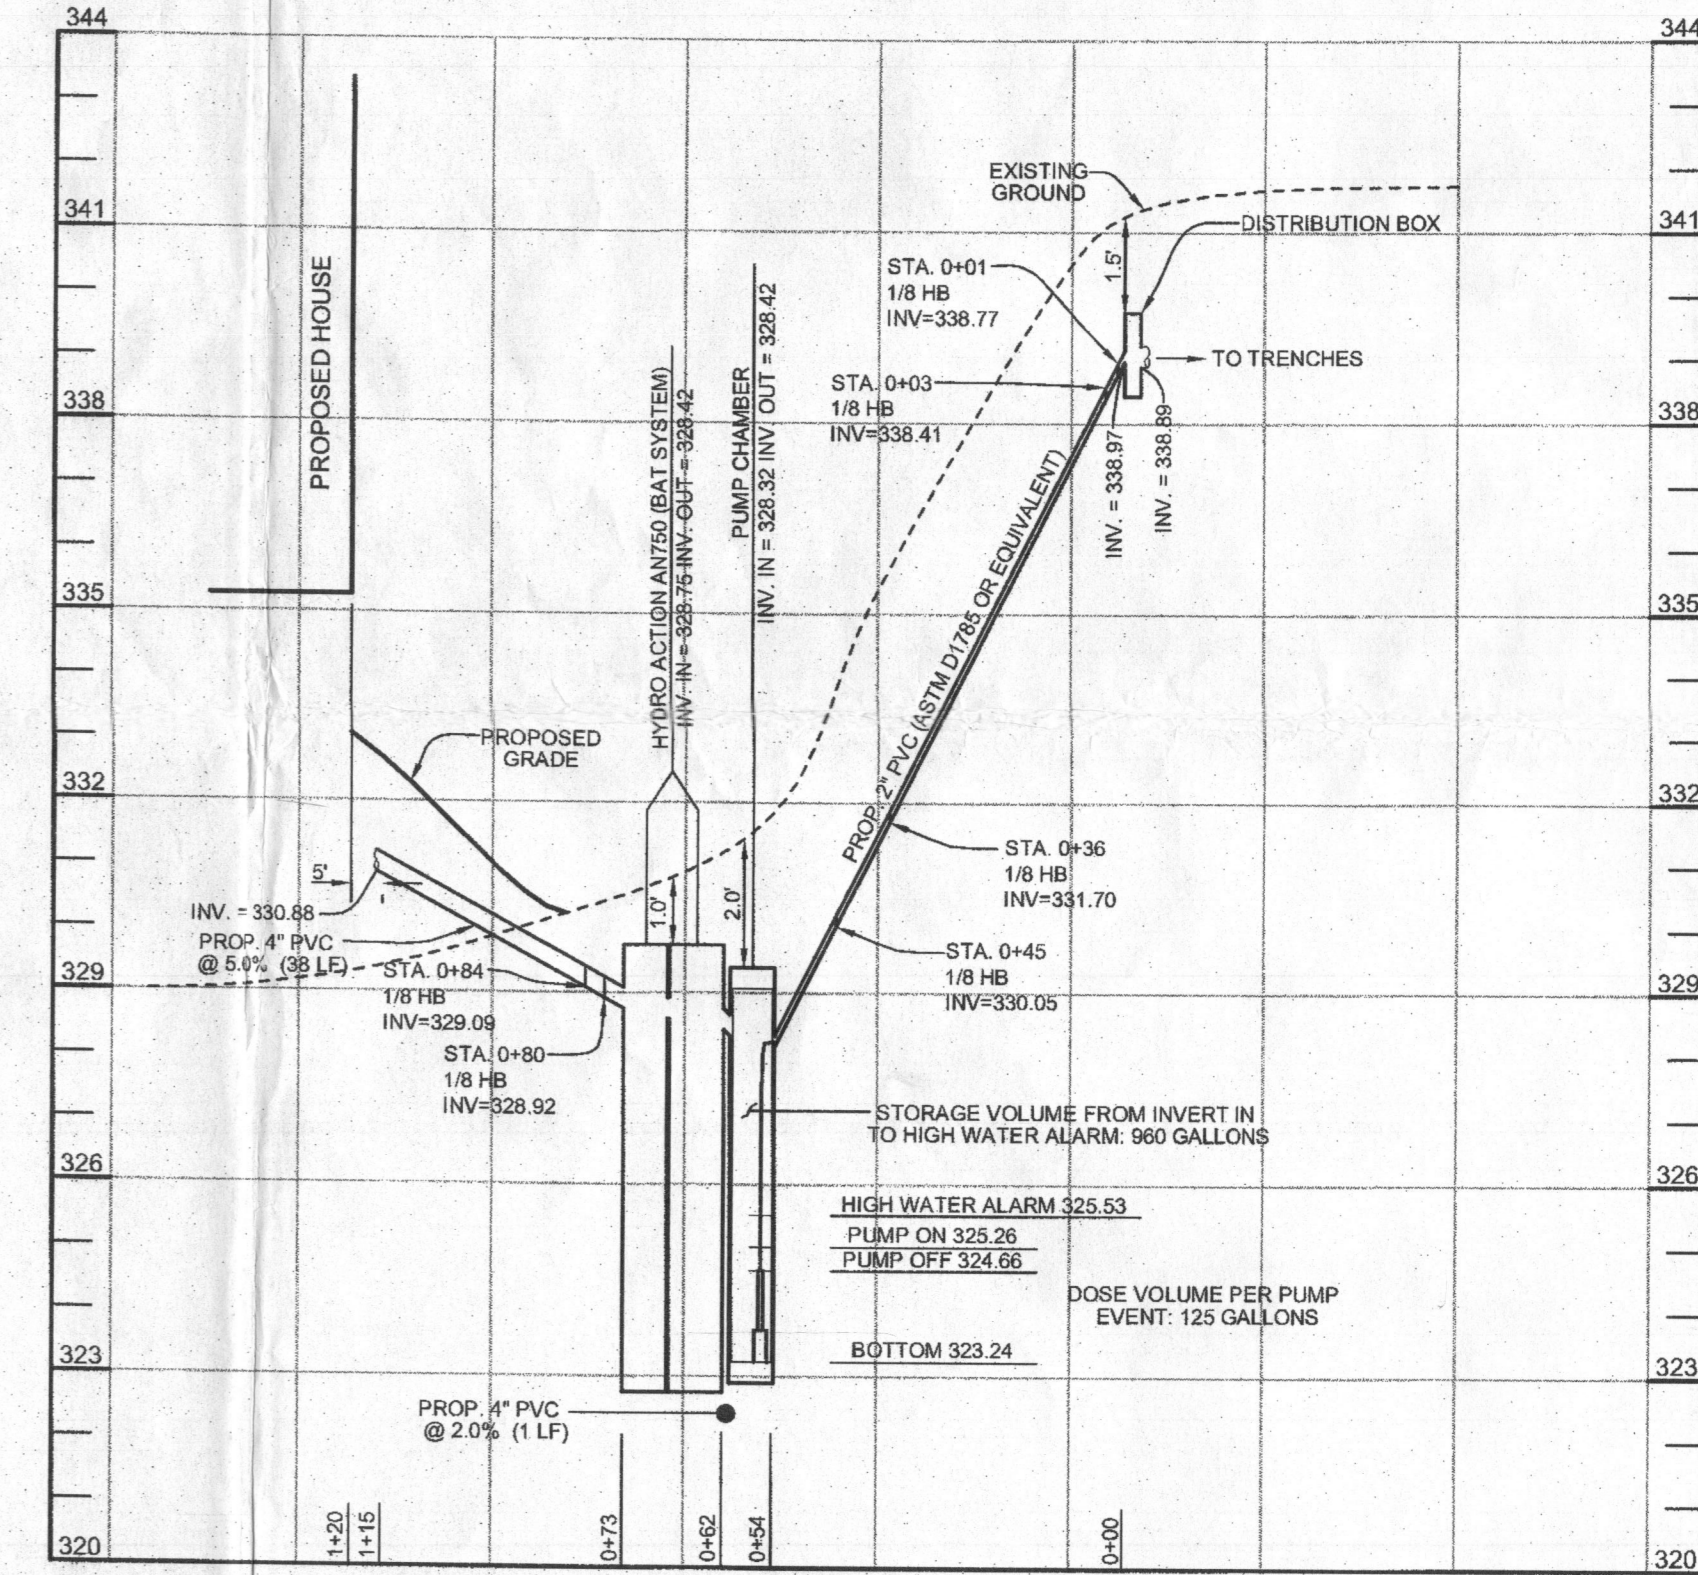 344
341
338
335
332
329
326
323
320
344
341
338
335
332
329
326
323
320
PROPOSED HOUSE
EXISTING
GROUND
DISTRIBUTION BOX
1.5'
STA. 0+01
1/8 HB
INV=338.77
TO TRENCHES
STA. 0+03
1/8 HB
INV=338.41
INV. = 338.97
INV. = 338.89
HYDRO ACTION AN750 (BAT SYSTEM)
INV. IN = 328.75 INV. OUT = 328.42
PUMP CHAMBER
INV. IN = 328.32 INV. OUT = 328.42
PROP. 2" PVC (ASTM D1785 OR EQUIVALENT)
PROPOSED
GRADE
5'
INV. = 330.88
PROP. 4" PVC
@ 5.0% (38 LF)
1.0'
2.0'
STA. 0+36
1/8 HB
INV=331.70
STA. 0+45
1/8 HB
INV=330.05
STA. 0+84
1/8 HB
INV=329.09
STA. 0+80
1/8 HB
INV=328.92
STORAGE VOLUME FROM INVERT IN
TO HIGH WATER ALARM: 960 GALLONS
HIGH WATER ALARM 325.53
PUMP ON 325.26
PUMP OFF 324.66
DOSE VOLUME PER PUMP
EVENT: 125 GALLONS
BOTTOM 323.24
PROP. 4" PVC
@ 2.0% (1 LF)
1+20
1+15
0+73
0+62
0+54
0+00